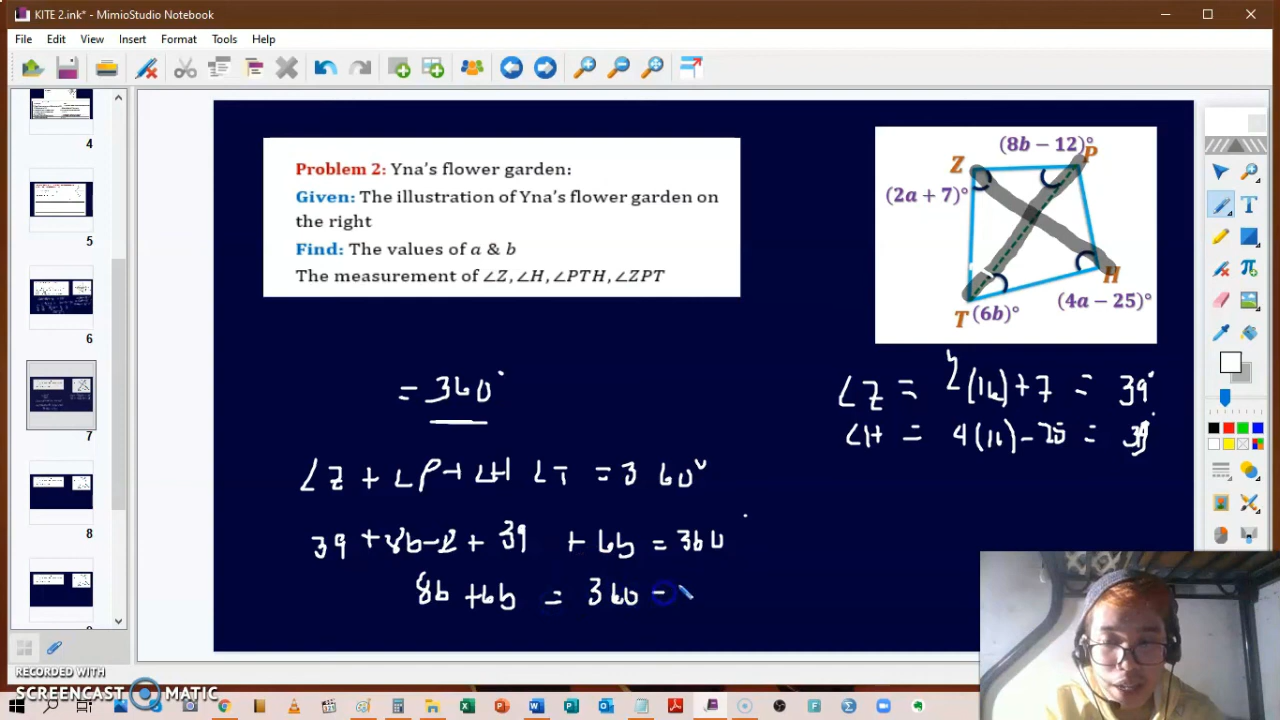 KITE 2.ink* - MimioStudio Notebook
File Edit View Insert Format Tools Help
4
5
6
7
8
Problem 2: Yna's flower garden:
Given: The illustration of Yna's flower garden on
the right
Find: The values of a & b
The measurement of ∠Z, ∠H, ∠PTH, ∠ZPT
(8b − 12)°
Z
P
(2a + 7)°
H
(4a − 25)°
T
(6b)°
= 360°
∠Z = 2(16) + 7 = 39°
∠H = 4(16) − 25 = 39°
∠Z + ∠P + ∠H ∠T = 360°
39 + 8b − 12 + 39 + 6b = 360
8b + 6b = 360 −
RECORDED WITH
SCREENCAST MATIC